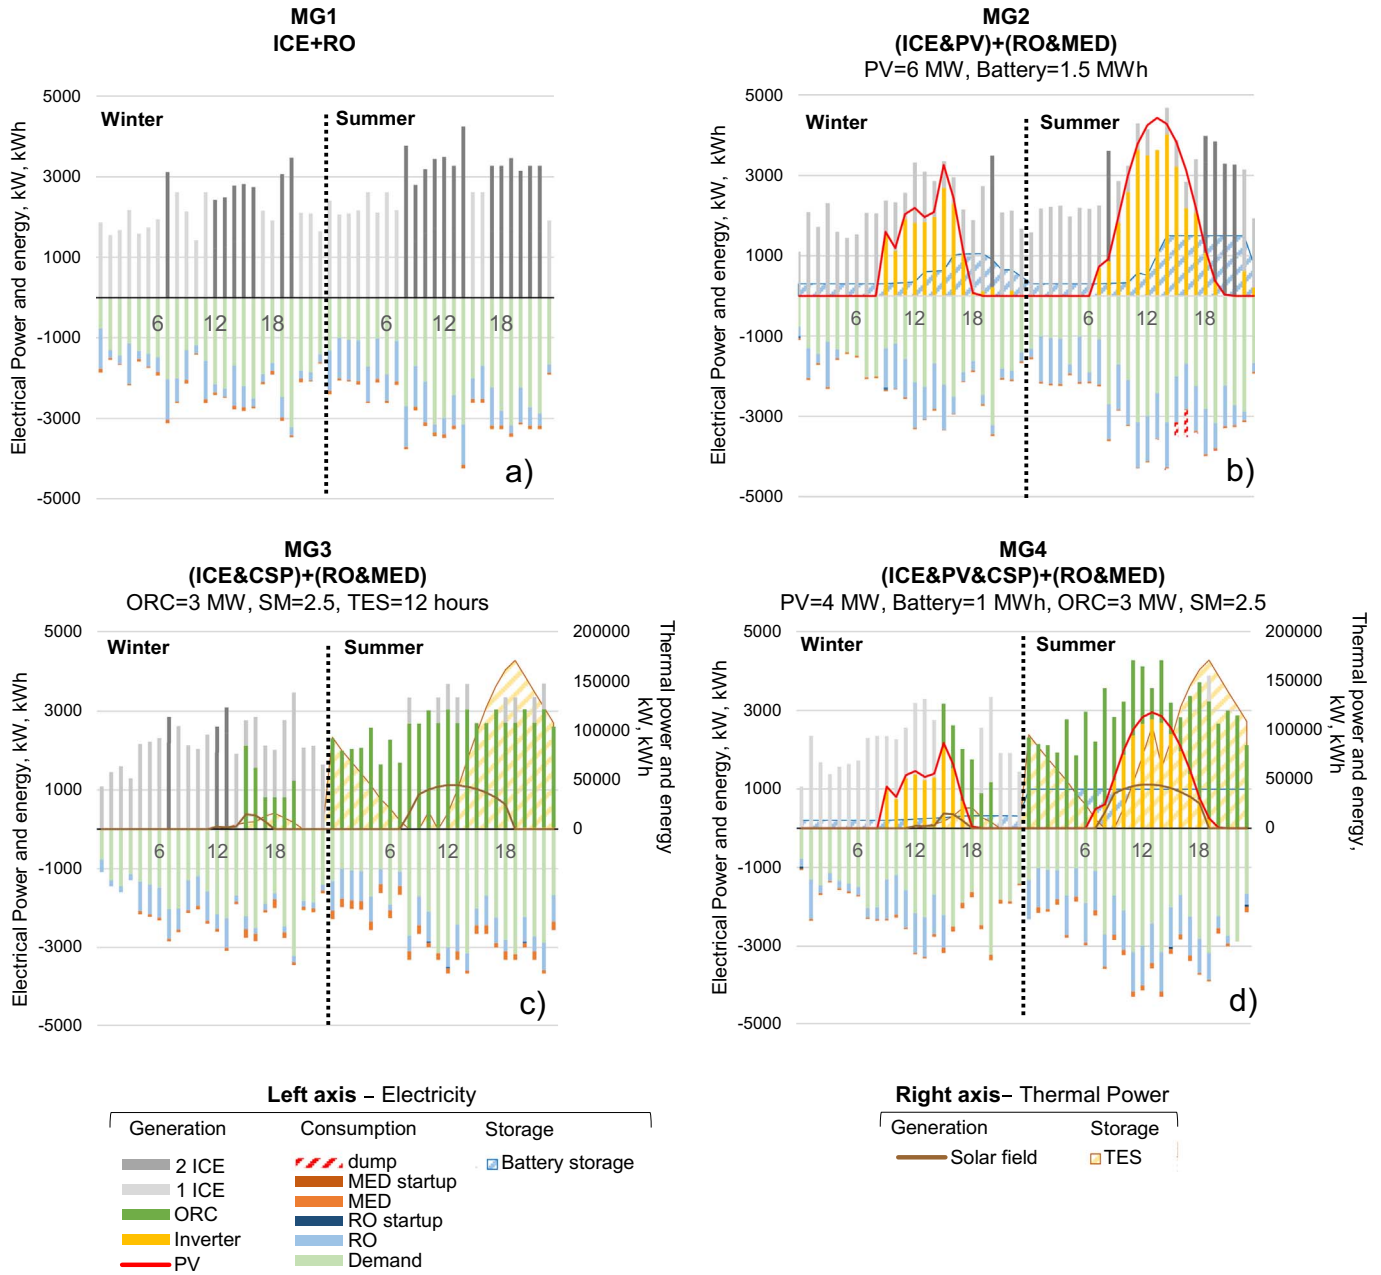 MG1
ICE+RO
Electrical Power and energy, kW, kWh
5000
3000
1000
-1000
-3000
-5000
Winter
Summer
6
12
18
6
12
18
a)
MG2
(ICE&PV)+(RO&MED)
PV=6 MW, Battery=1.5 MWh
Electrical Power and energy, kW, kWh
5000
3000
1000
-1000
-3000
-5000
Winter
Summer
6
12
18
6
12
18
b)
MG3
(ICE&CSP)+(RO&MED)
ORC=3 MW, SM=2.5, TES=12 hours
Electrical Power and energy, kW, kWh
5000
3000
1000
-1000
-3000
-5000
Winter
Summer
6
12
18
6
12
18
200000
150000
100000
50000
0
Thermal power and energy
kW, kWh
c)
MG4
(ICE&PV&CSP)+(RO&MED)
PV=4 MW, Battery=1 MWh, ORC=3 MW, SM=2.5
Electrical Power and energy, kW, kWh
5000
3000
1000
-1000
-3000
-5000
Winter
Summer
6
12
18
6
12
18
200000
150000
100000
50000
0
Thermal power and energy,
kW, kWh
d)
Left axis – Electricity
Generation
2 ICE
1 ICE
ORC
Inverter
PV
Consumption
dump
MED startup
MED
RO startup
RO
Demand
Storage
Battery storage
Right axis– Thermal Power
Generation
Solar field
Storage
TES